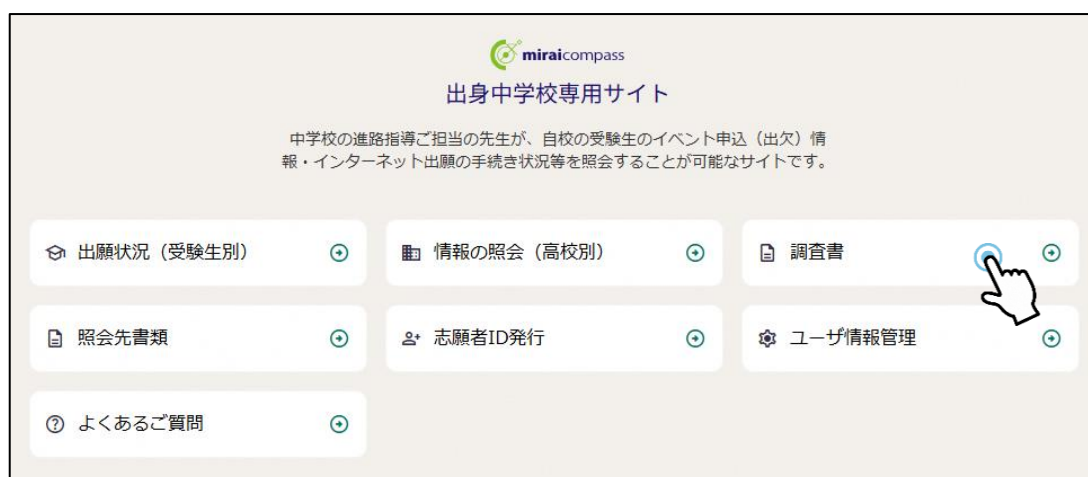 miraicompass
出身中学校専用サイト
中学校の進路指導ご担当の先生が、自校の受験生のイベント申込（出欠）情
報・インターネット出願の手続き状況等を照会することが可能なサイトです。
出願状況（受験生別）
情報の照会（高校別）
調査書
照会先書類
志願者ID発行
ユーザ情報管理
よくあるご質問